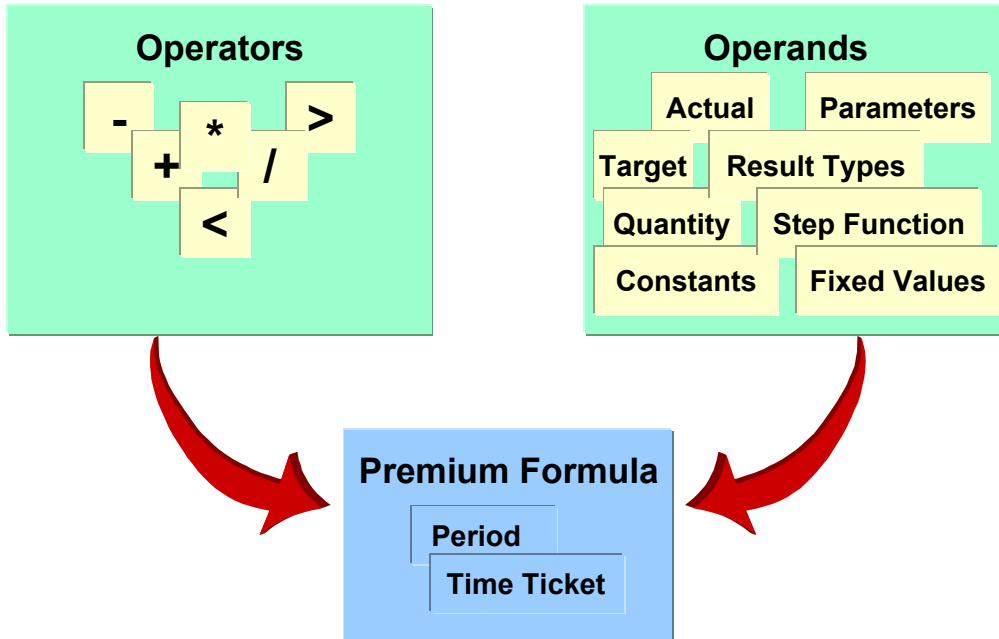 Operators
-
*
>
+
/
<
Operands
Actual
Parameters
Target
Result Types
Quantity
Step Function
Constants
Fixed Values
Premium Formula
Period
Time Ticket